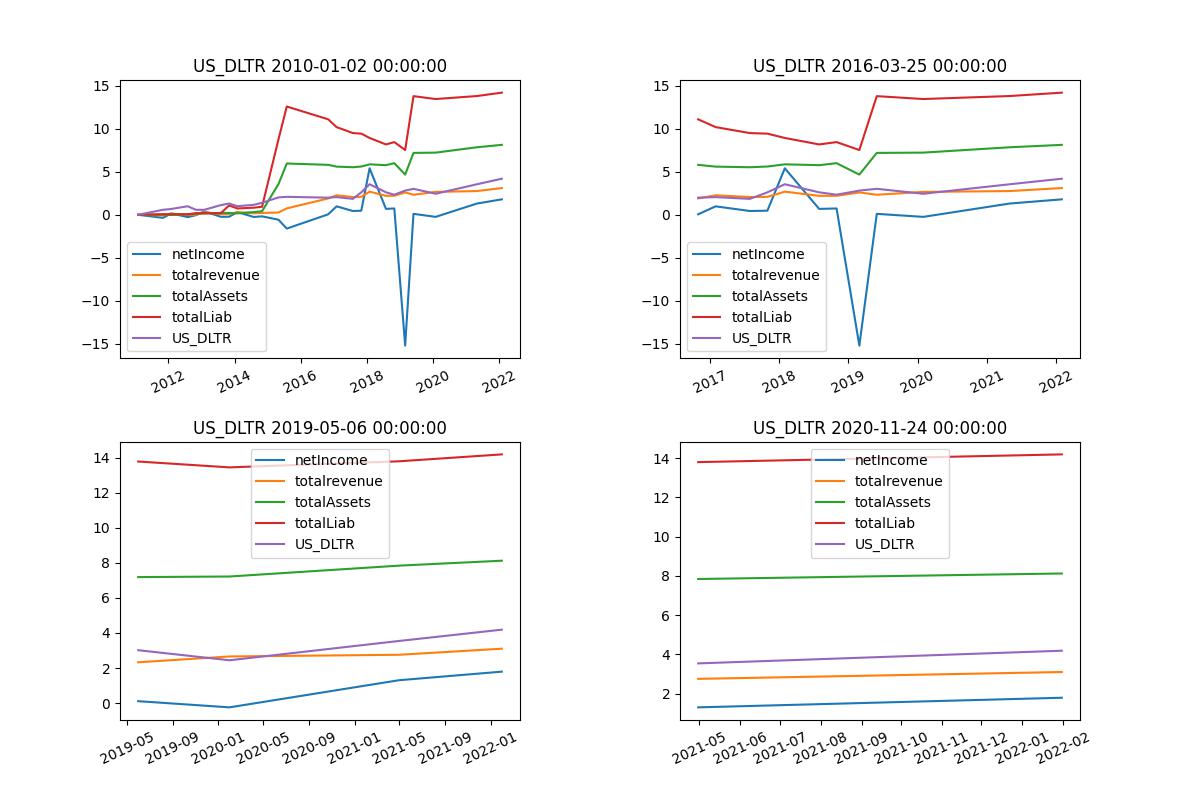 US_DLTR 2010-01-02 00:00:00
15
10
5
0
−5
−10
−15
netIncome
totalrevenue
totalAssets
totalLiab
US_DLTR
2012 2014 2016 2018 2020 2022
US_DLTR 2016-03-25 00:00:00
15
10
5
0
−5
−10
−15
netIncome
totalrevenue
totalAssets
totalLiab
US_DLTR
2017 2018 2019 2020 2021 2022
US_DLTR 2019-05-06 00:00:00
14
12
10
8
6
4
2
0
netIncome
totalrevenue
totalAssets
totalLiab
US_DLTR
2019-05 2019-09 2020-01 2020-05 2020-09 2021-01 2021-05 2021-09 2022-01
US_DLTR 2020-11-24 00:00:00
14
12
10
8
6
4
2
netIncome
totalrevenue
totalAssets
totalLiab
US_DLTR
2021-05 2021-06 2021-07 2021-08 2021-09 2021-10 2021-11 2021-12 2022-01 2022-02